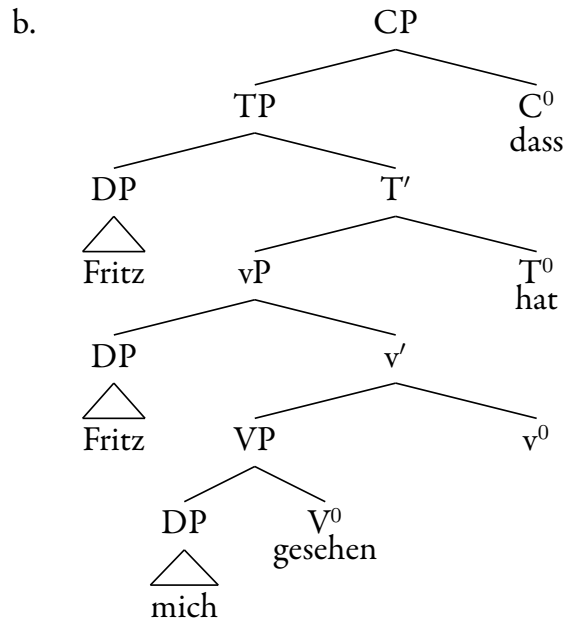 b.
CP
TP C⁰
dass
DP T′
Fritz vP T⁰
hat
DP v′
Fritz VP v⁰
DP V⁰
gesehen
mich